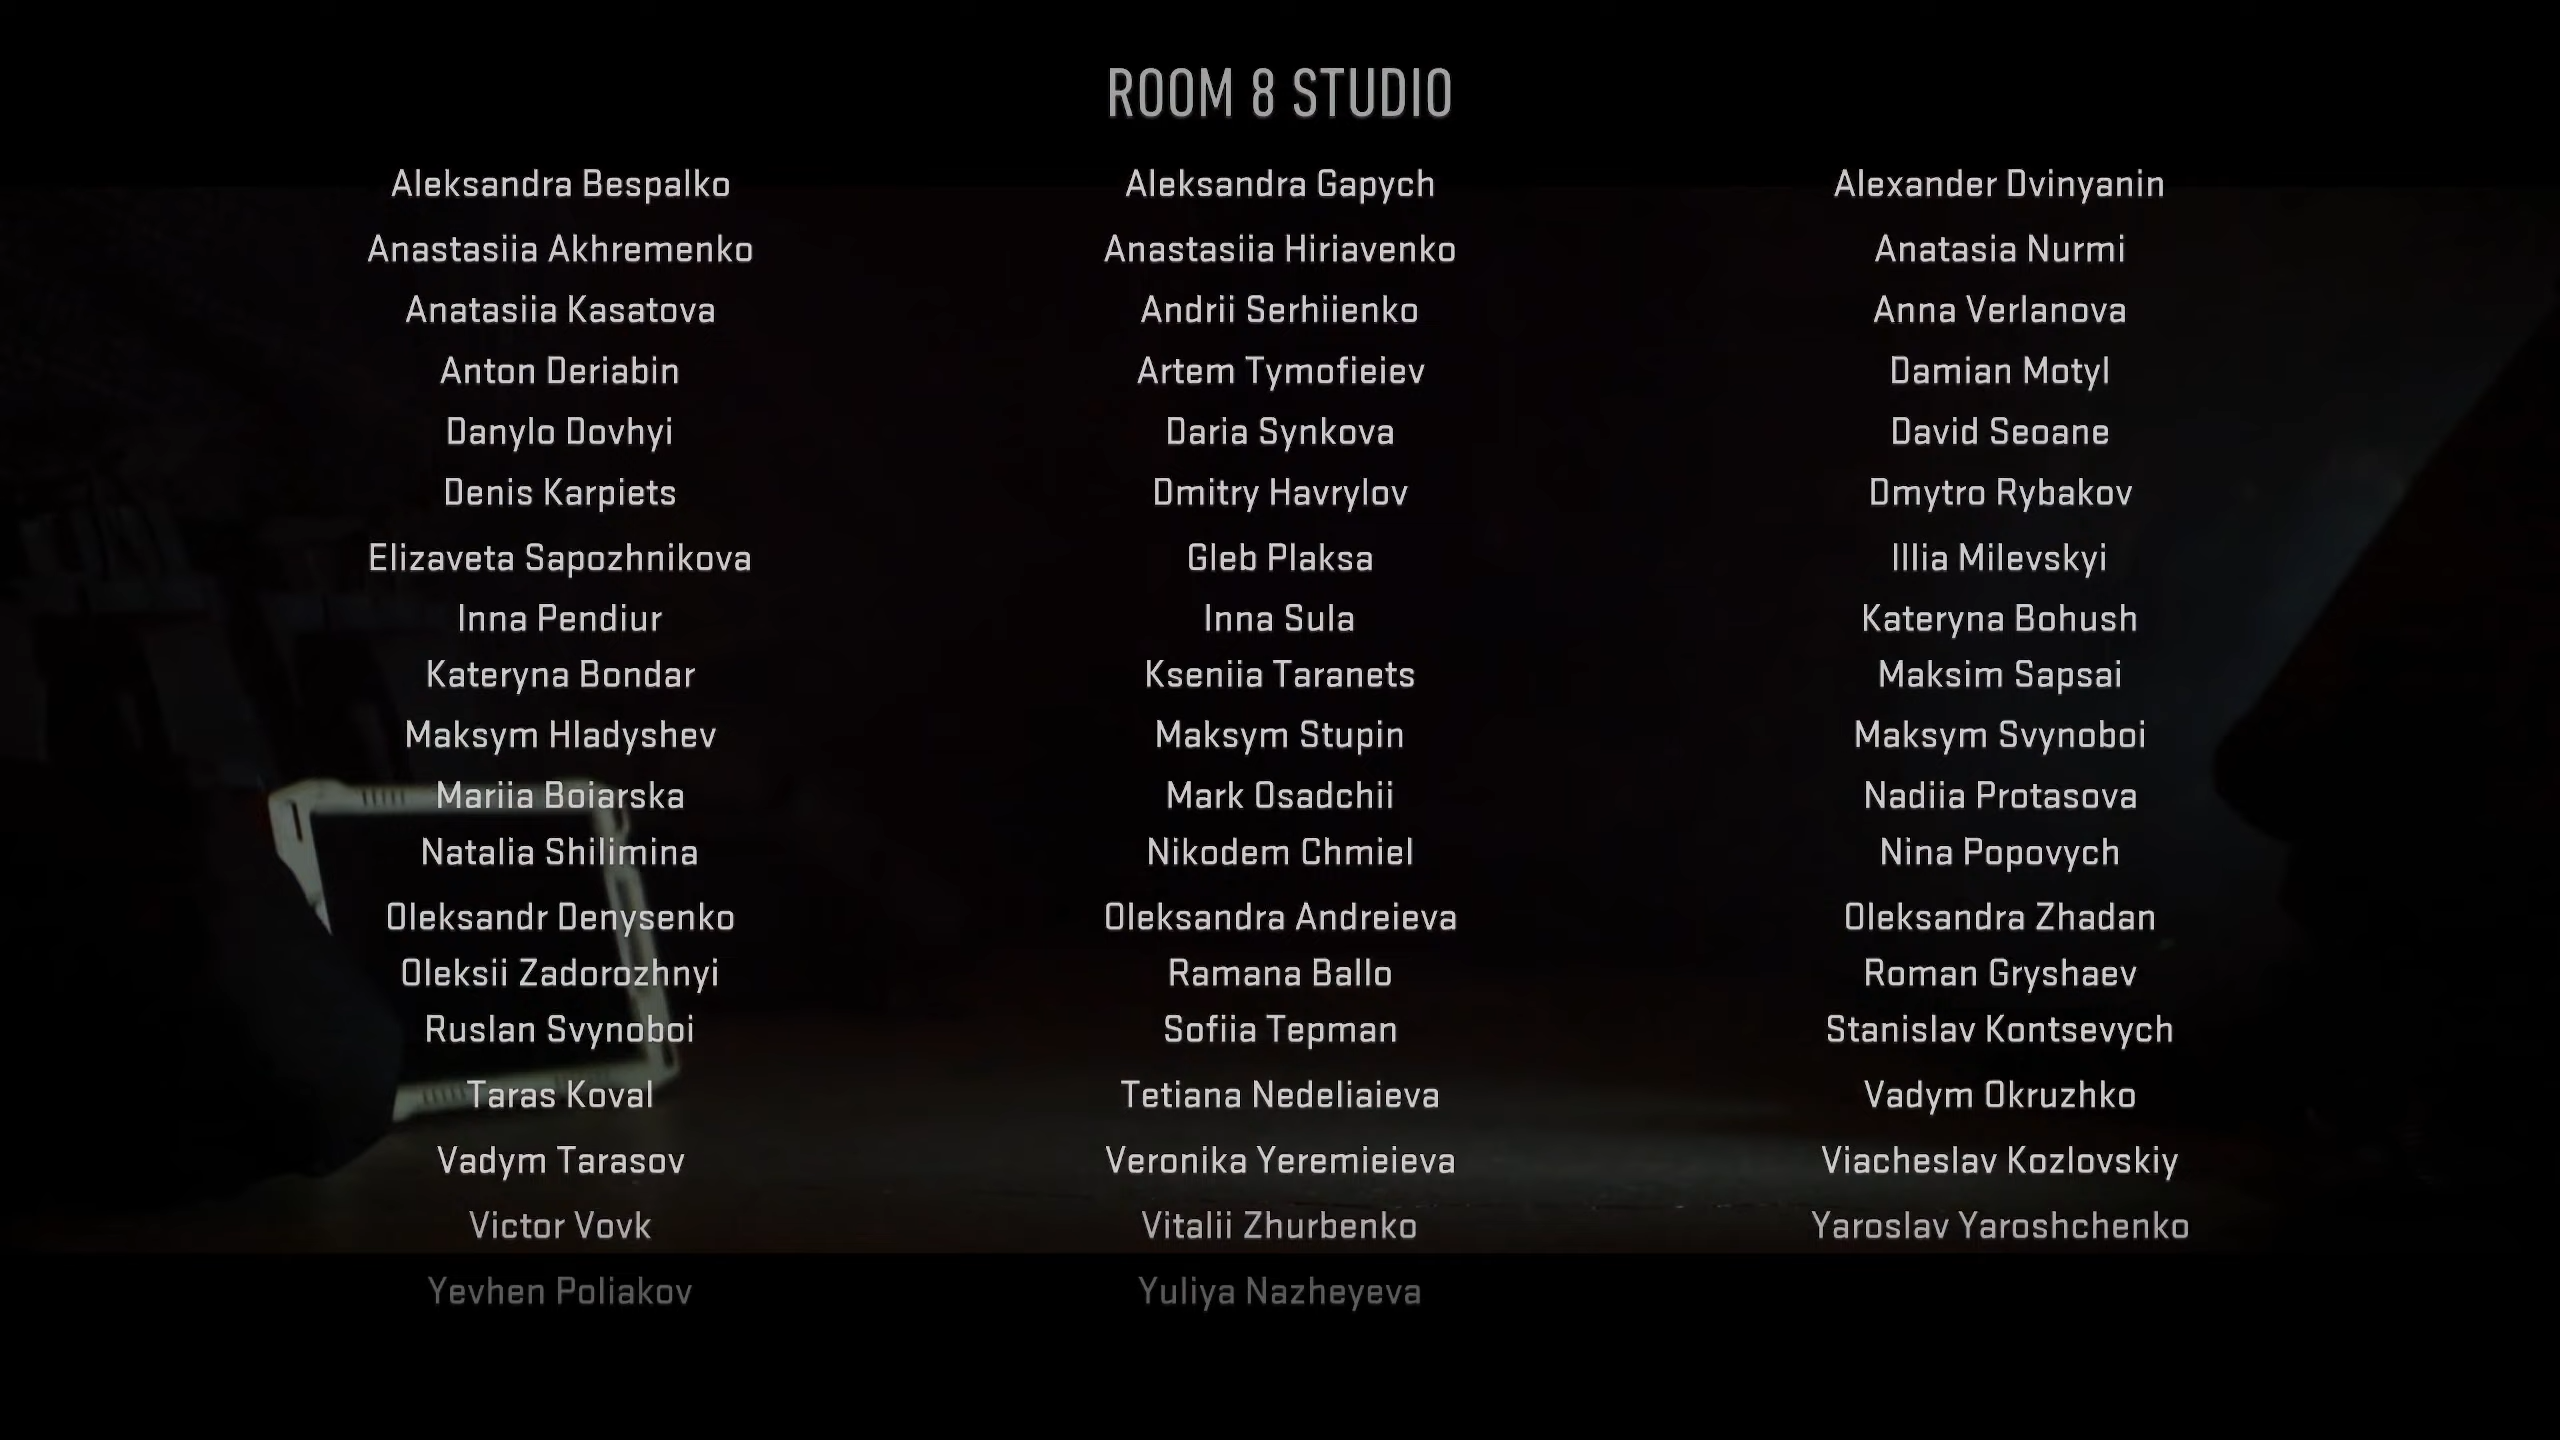 ROOM 8 STUDIO
Aleksandra Bespalko Aleksandra Gapych Alexander Dvinyanin
Anastasiia Akhremenko Anastasiia Hiriavenko Anatasia Nurmi
Anatasiia Kasatova Andrii Serhiienko Anna Verlanova
Anton Deriabin Artem Tymofieiev Damian Motyl
Danylo Dovhyi Daria Synkova David Seoane
Denis Karpiets Dmitry Havrylov Dmytro Rybakov
Elizaveta Sapozhnikova Gleb Plaksa Illia Milevskyi
Inna Pendiur Inna Sula Kateryna Bohush
Kateryna Bondar Kseniia Taranets Maksim Sapsai
Maksym Hladyshev Maksym Stupin Maksym Svynoboi
Mariia Boiarska Mark Osadchii Nadiia Protasova
Natalia Shilimina Nikodem Chmiel Nina Popovych
Oleksandr Denysenko Oleksandra Andreieva Oleksandra Zhadan
Oleksii Zadorozhnyi Ramana Ballo Roman Gryshaev
Ruslan Svynoboi Sofiia Tepman Stanislav Kontsevych
Taras Koval Tetiana Nedeliaieva Vadym Okruzhko
Vadym Tarasov Veronika Yeremieieva Viacheslav Kozlovskiy
Victor Vovk Vitalii Zhurbenko Yaroslav Yaroshchenko
Yevhen Poliakov Yuliya Nazheyeva